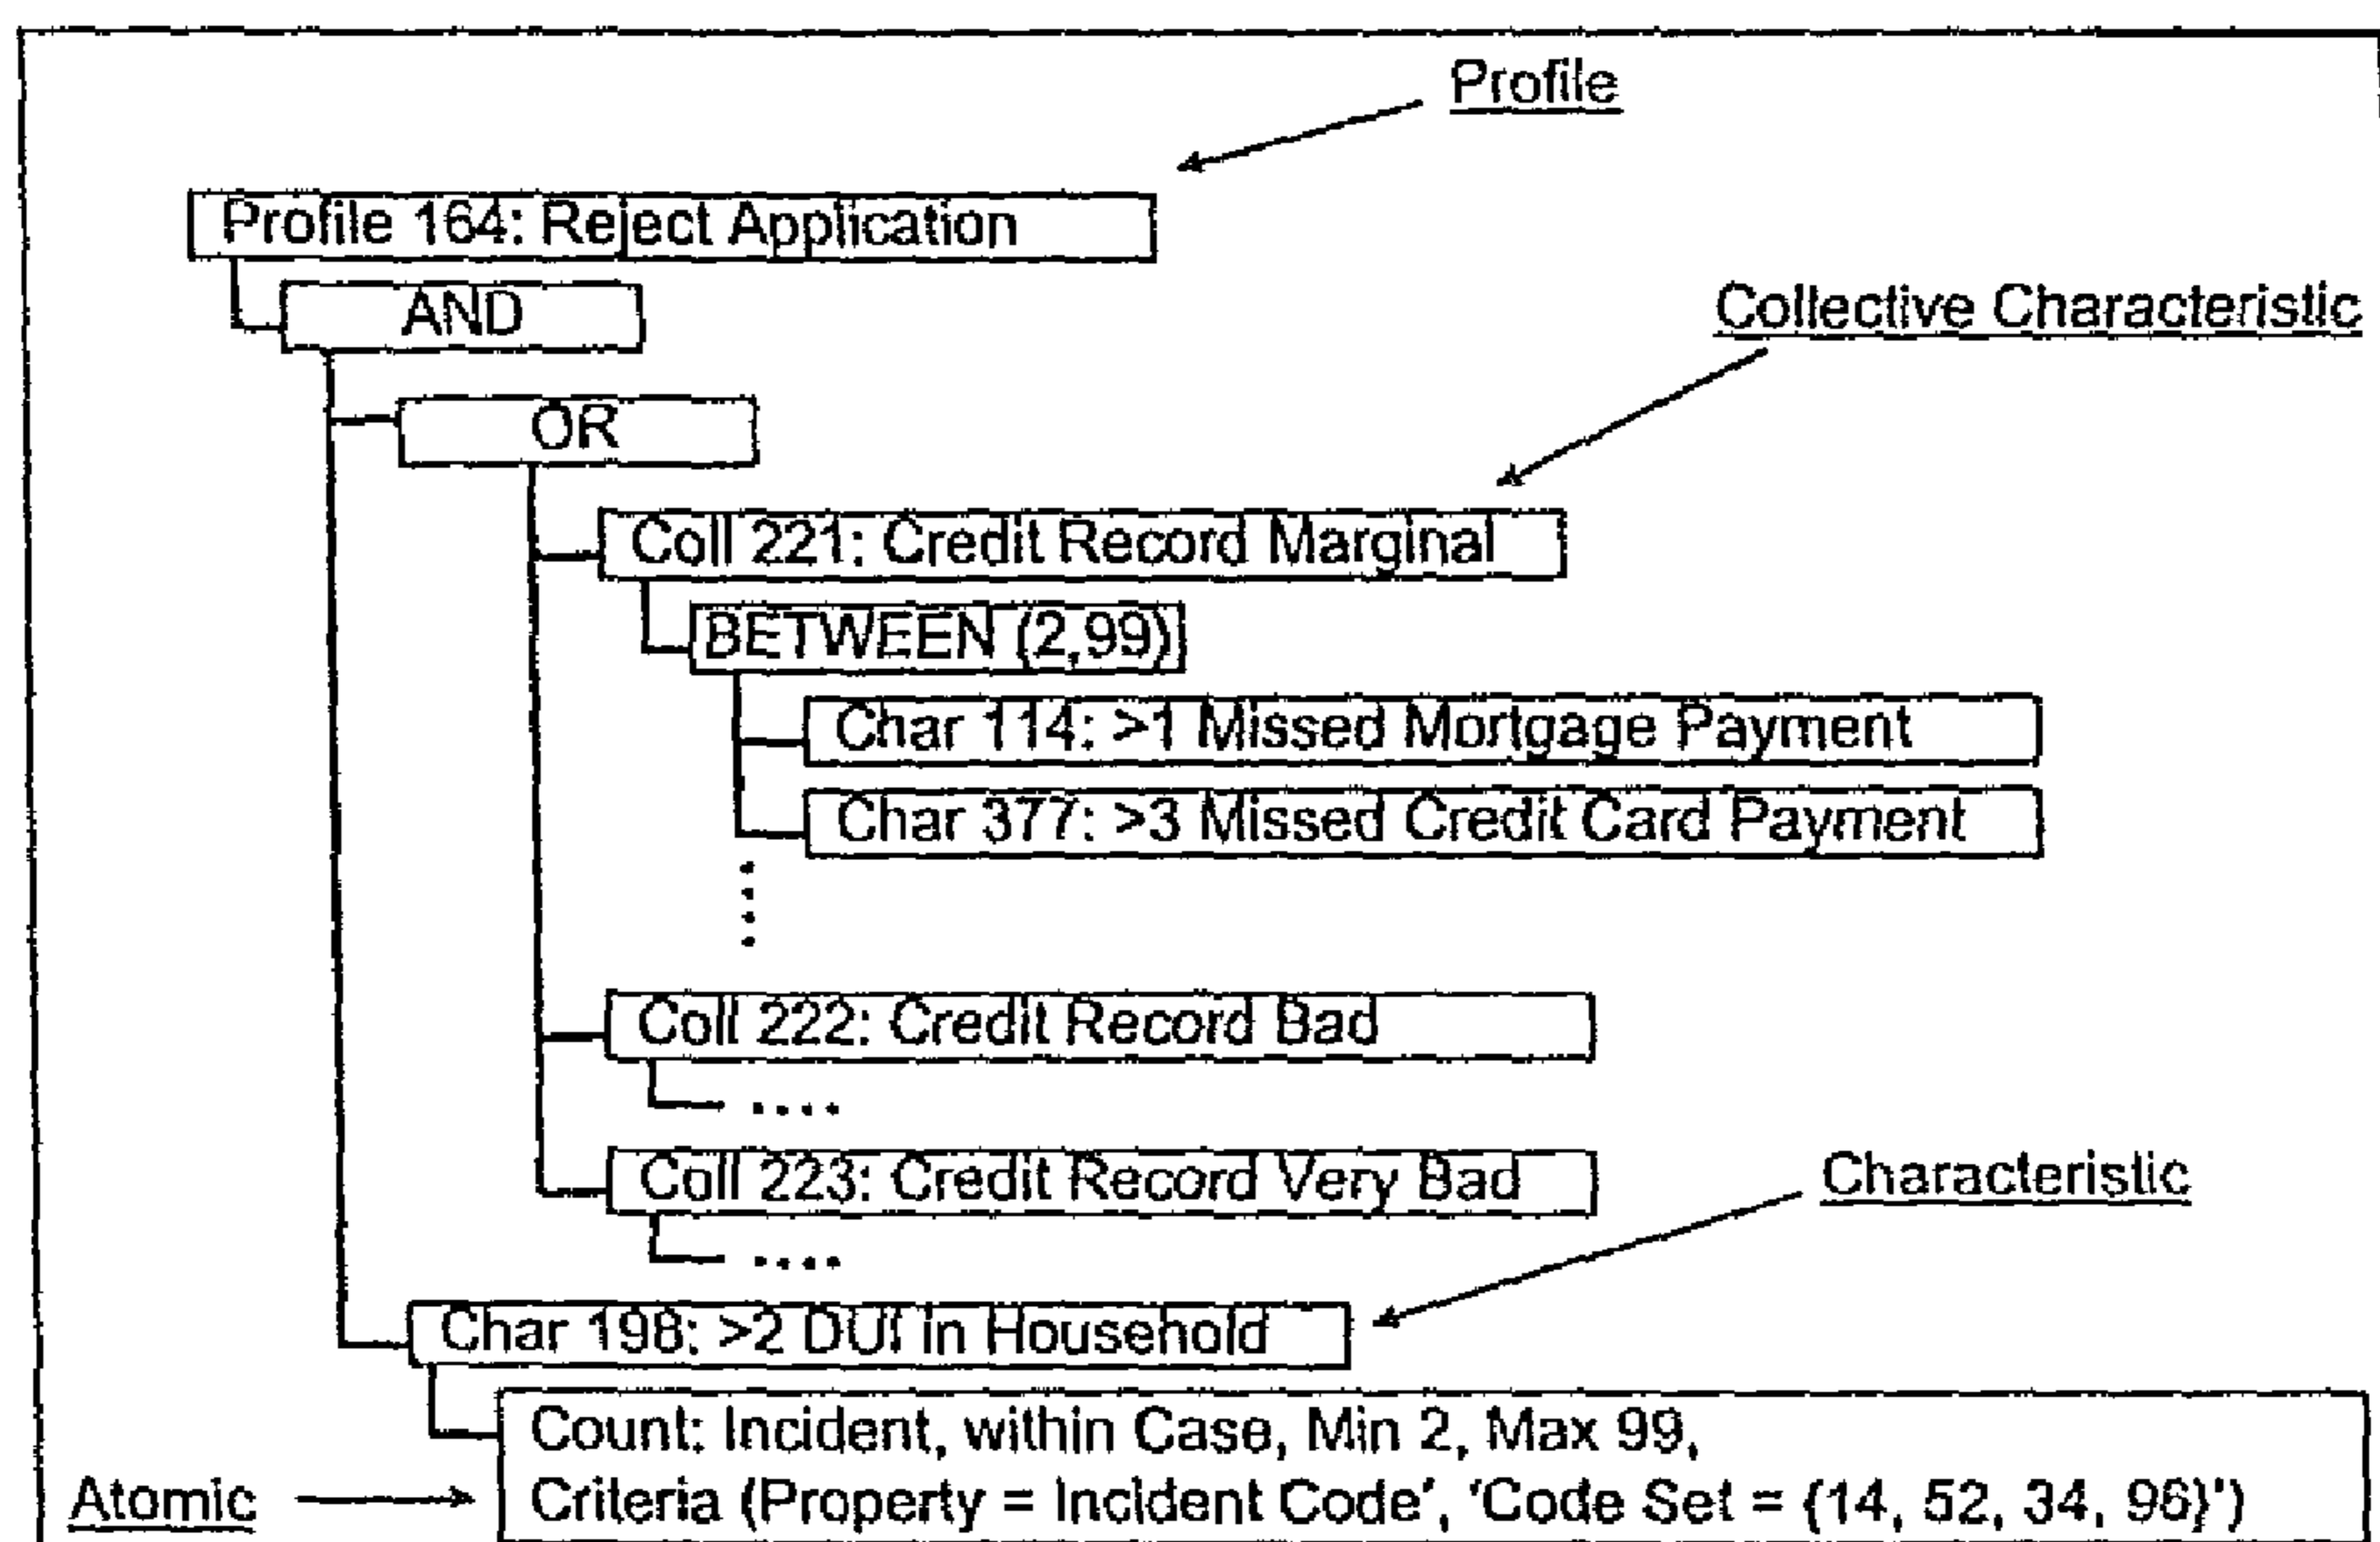 Profile
Profile 164: Reject Application
AND
Collective Characteristic
OR
Coll 221: Credit Record Marginal
BETWEEN (2,99)
Char 114: >1 Missed Mortgage Payment
Char 377: >3 Missed Credit Card Payment
Coll 222: Credit Record Bad
....
Coll 223: Credit Record Very Bad
....
Characteristic
Char 198: >2 DUI in Household
Count: Incident, within Case, Min 2, Max 99,
Atomic
Criteria (Property = Incident Code', 'Code Set = (14, 52, 34, 96)')